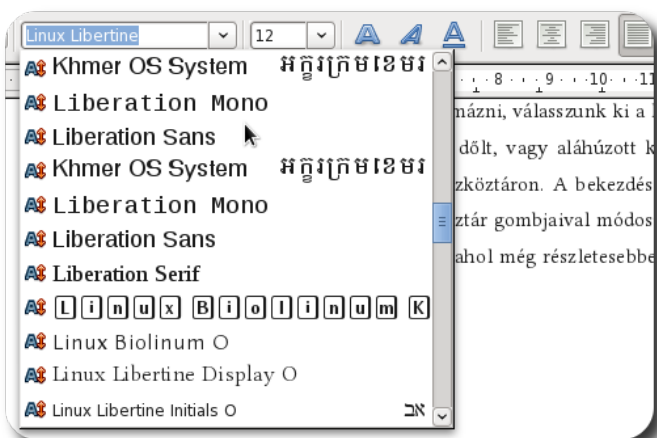 Linux Libertine 12
Khmer OS System អក្ខរក្រមខេមរ
Liberation Mono
Liberation Sans
Khmer OS System អក្ខរក្រមខេមរ
Liberation Mono
Liberation Sans
Liberation Serif
Linux Biolinum K
Linux Biolinum O
Linux Libertine Display O
Linux Libertine Initials O אב
8 9 10 11
mázni, válasszunk ki a
dőlt, vagy aláhúzott
zköztáron. A bekezdés
ztár gombjaival módos
ahol még részletesebbe